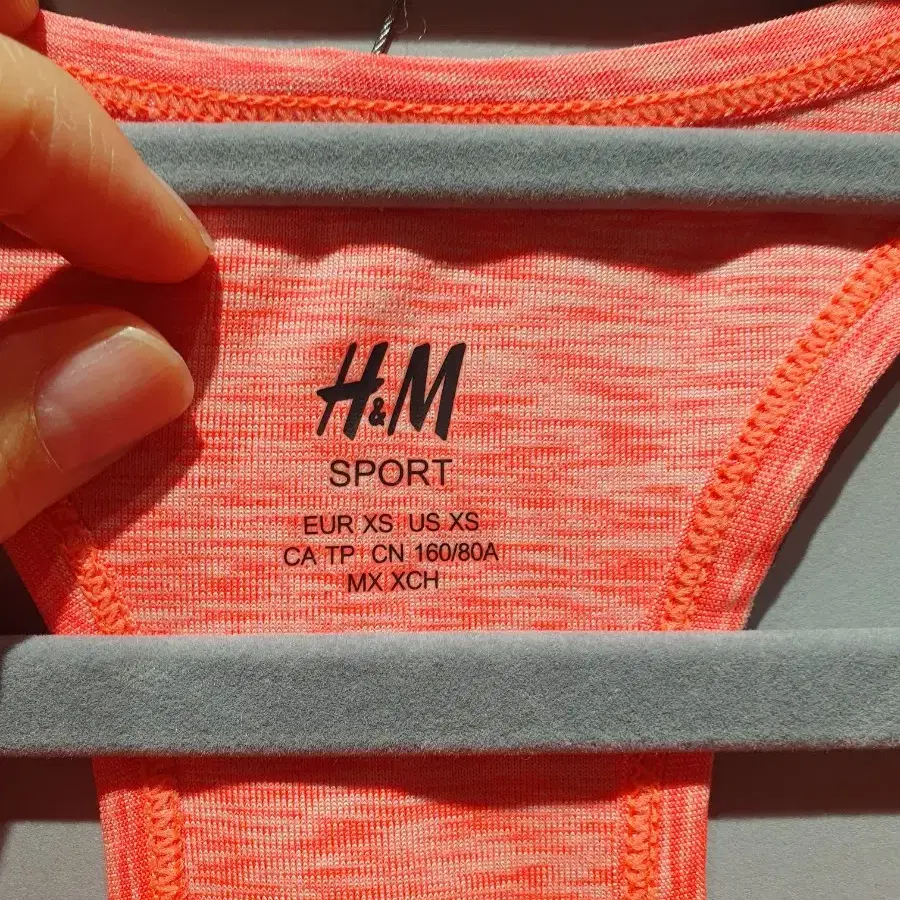 H&M
SPORT
EUR XS US XS
CA TP CN 160/80A
MX XCH